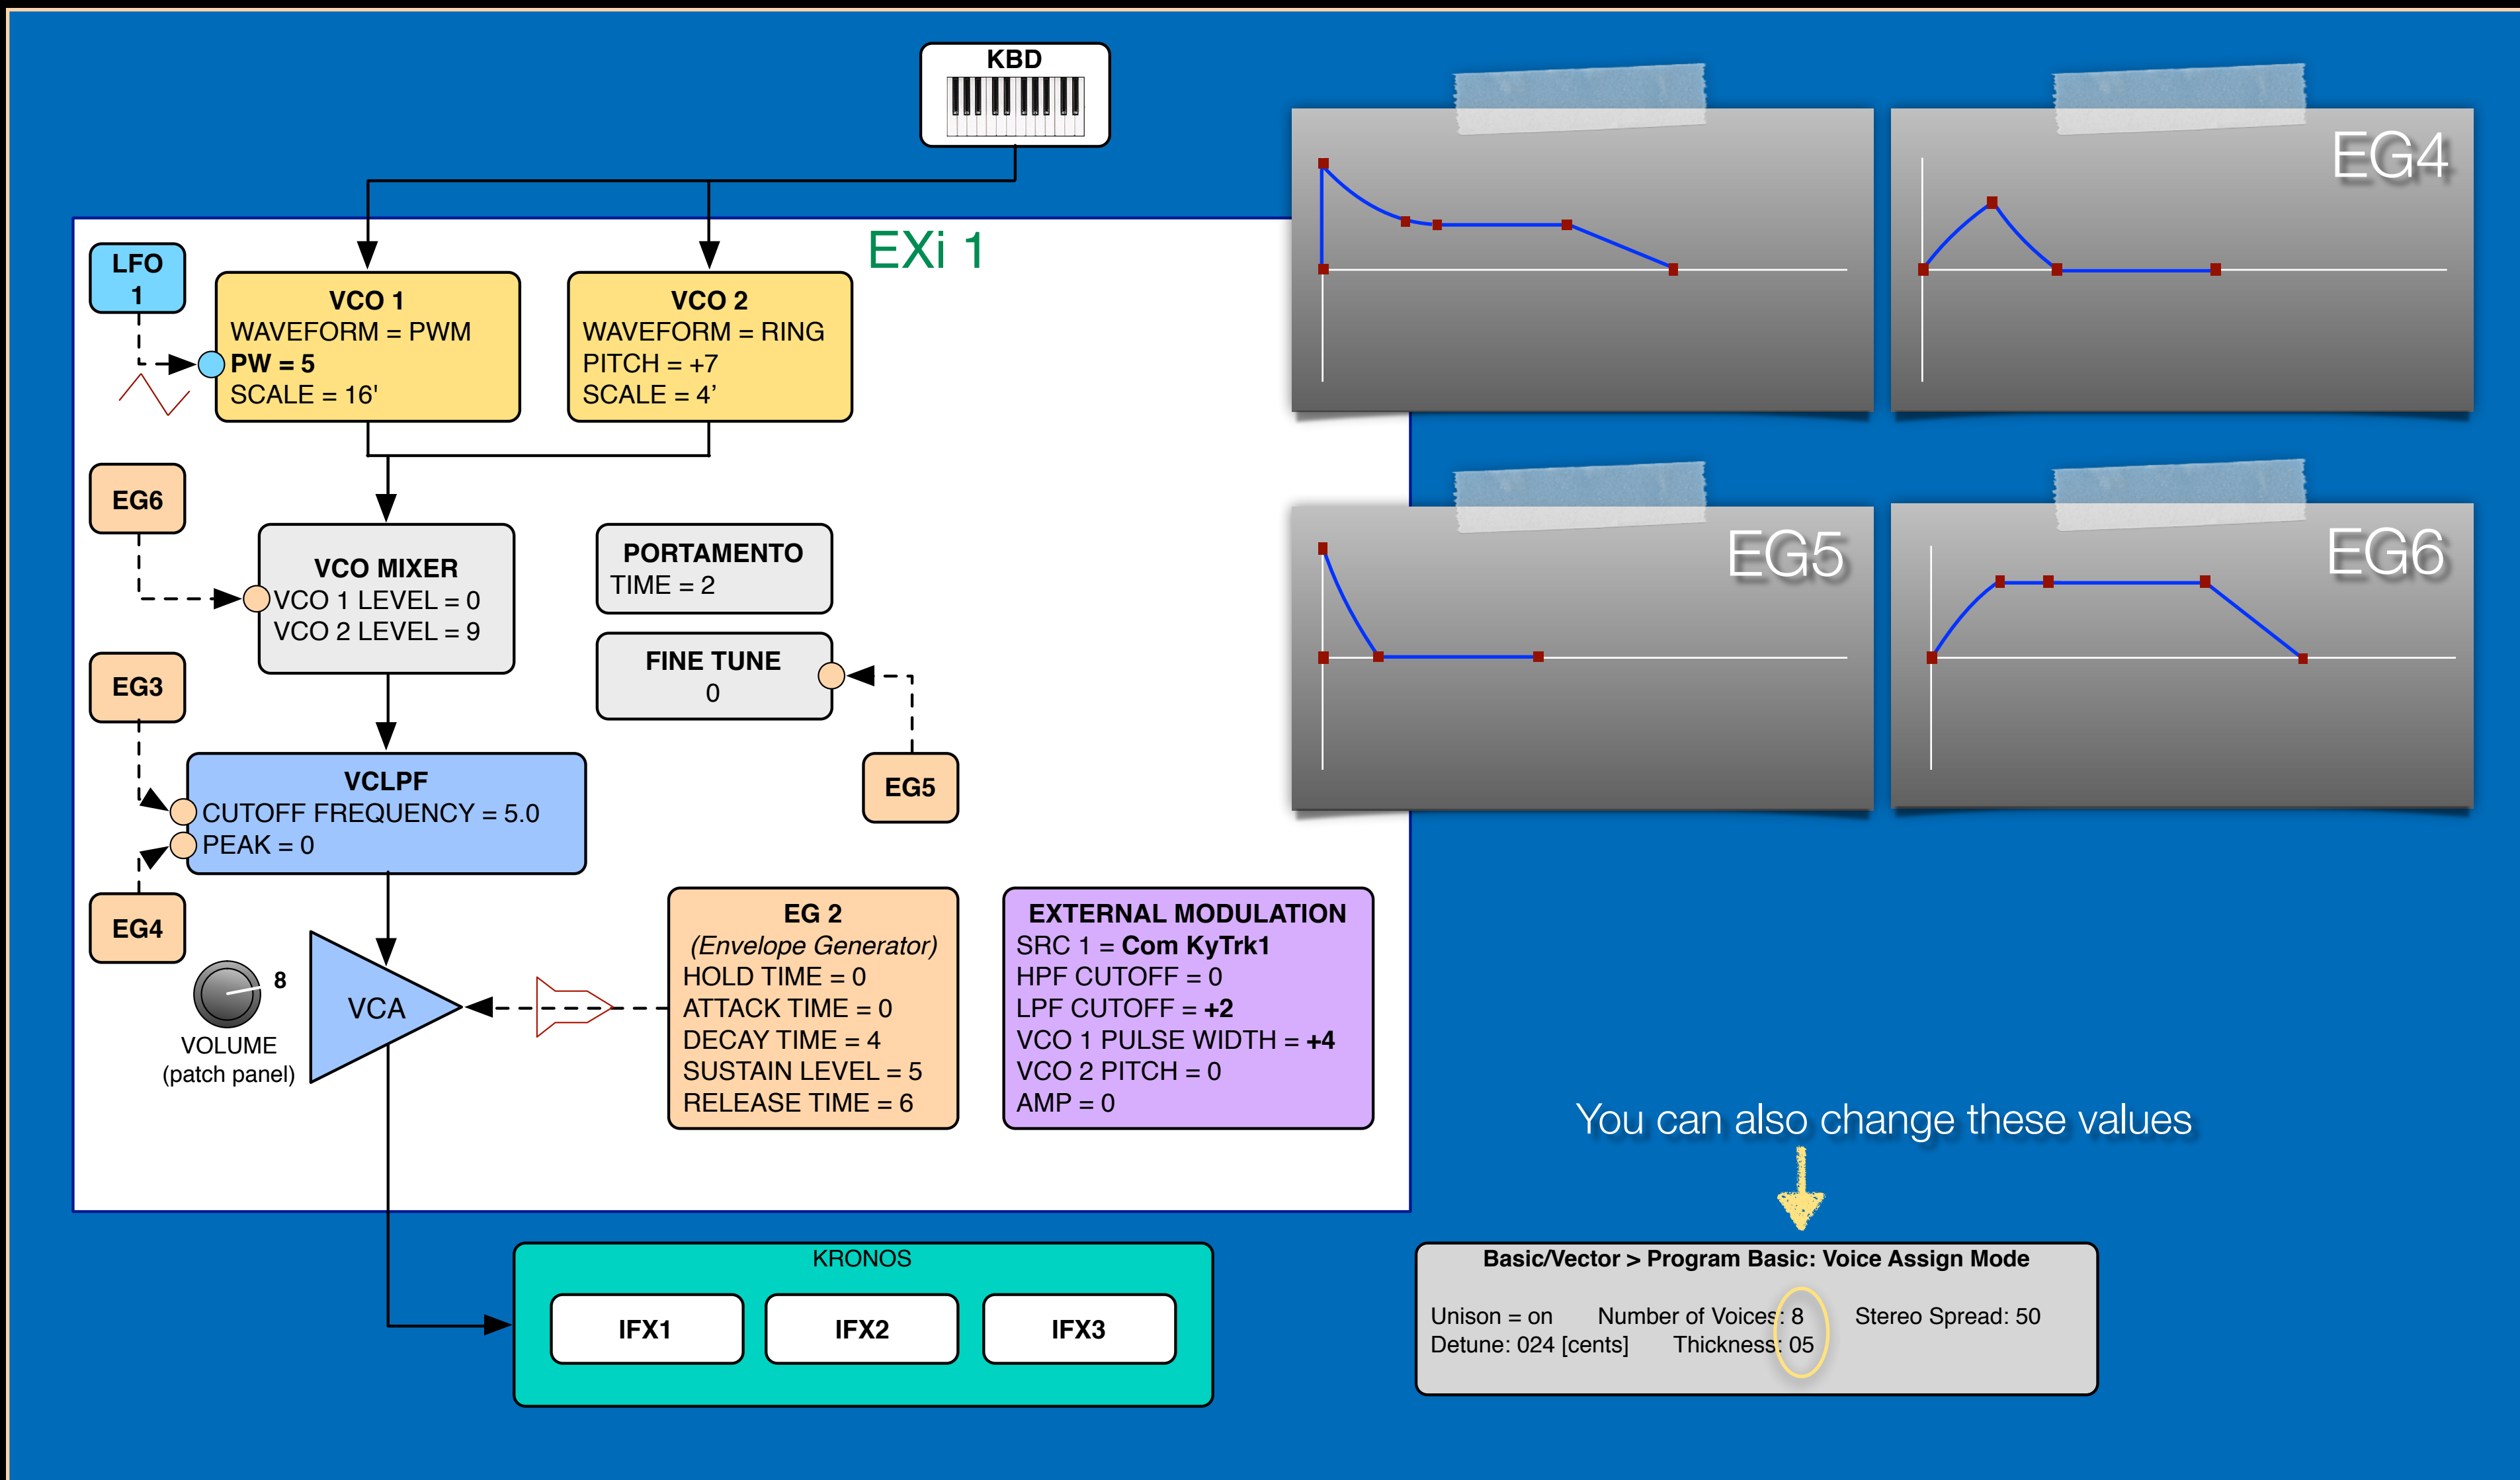 KBD
EXi 1
LFO
1
VCO 1
WAVEFORM = PWM
PW = 5
SCALE = 16'
VCO 2
WAVEFORM = RING
PITCH = +7
SCALE = 4’
EG6
VCO MIXER
VCO 1 LEVEL = 0
VCO 2 LEVEL = 9
PORTAMENTO
TIME = 2
FINE TUNE
0
EG3
EG5
VCLPF
CUTOFF FREQUENCY = 5.0
PEAK = 0
EG4
8
VOLUME
(patch panel)
VCA
EG 2
(Envelope Generator)
HOLD TIME = 0
ATTACK TIME = 0
DECAY TIME = 4
SUSTAIN LEVEL = 5
RELEASE TIME = 6
EXTERNAL MODULATION
SRC 1 = Com KyTrk1
HPF CUTOFF = 0
LPF CUTOFF = +2
VCO 1 PULSE WIDTH = +4
VCO 2 PITCH = 0
AMP = 0
KRONOS
IFX1
IFX2
IFX3
EG4
EG5
EG6
You can also change these values
Basic/Vector > Program Basic: Voice Assign Mode
Unison = on Number of Voices: 8 Stereo Spread: 50
Detune: 024 [cents] Thickness: 05